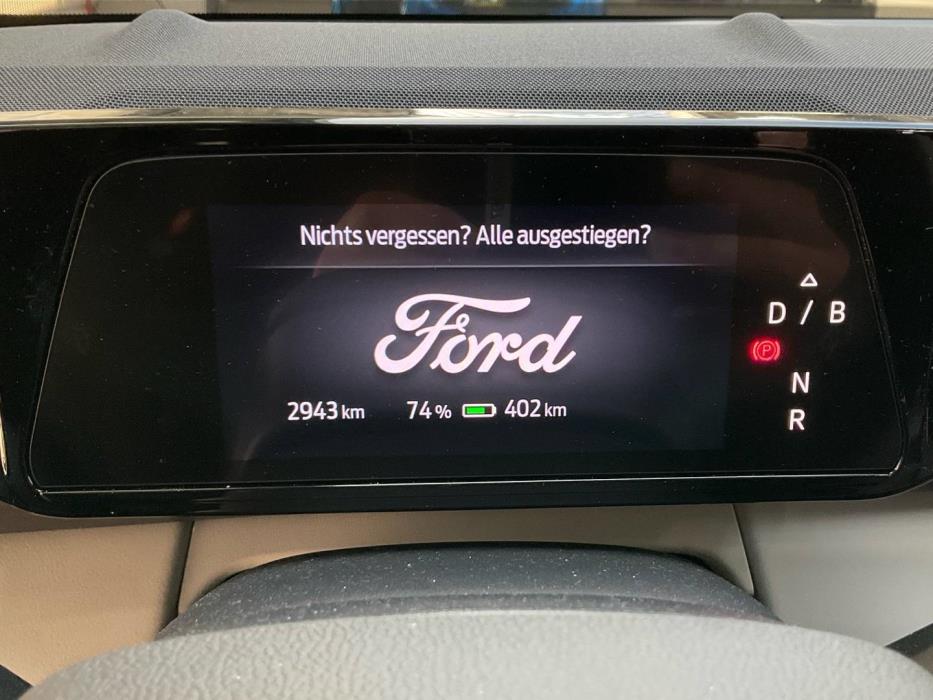 Nichts vergessen? Alle ausgestiegen?
Ford
2943 km 74 % 402 km
D / B
P
N
R